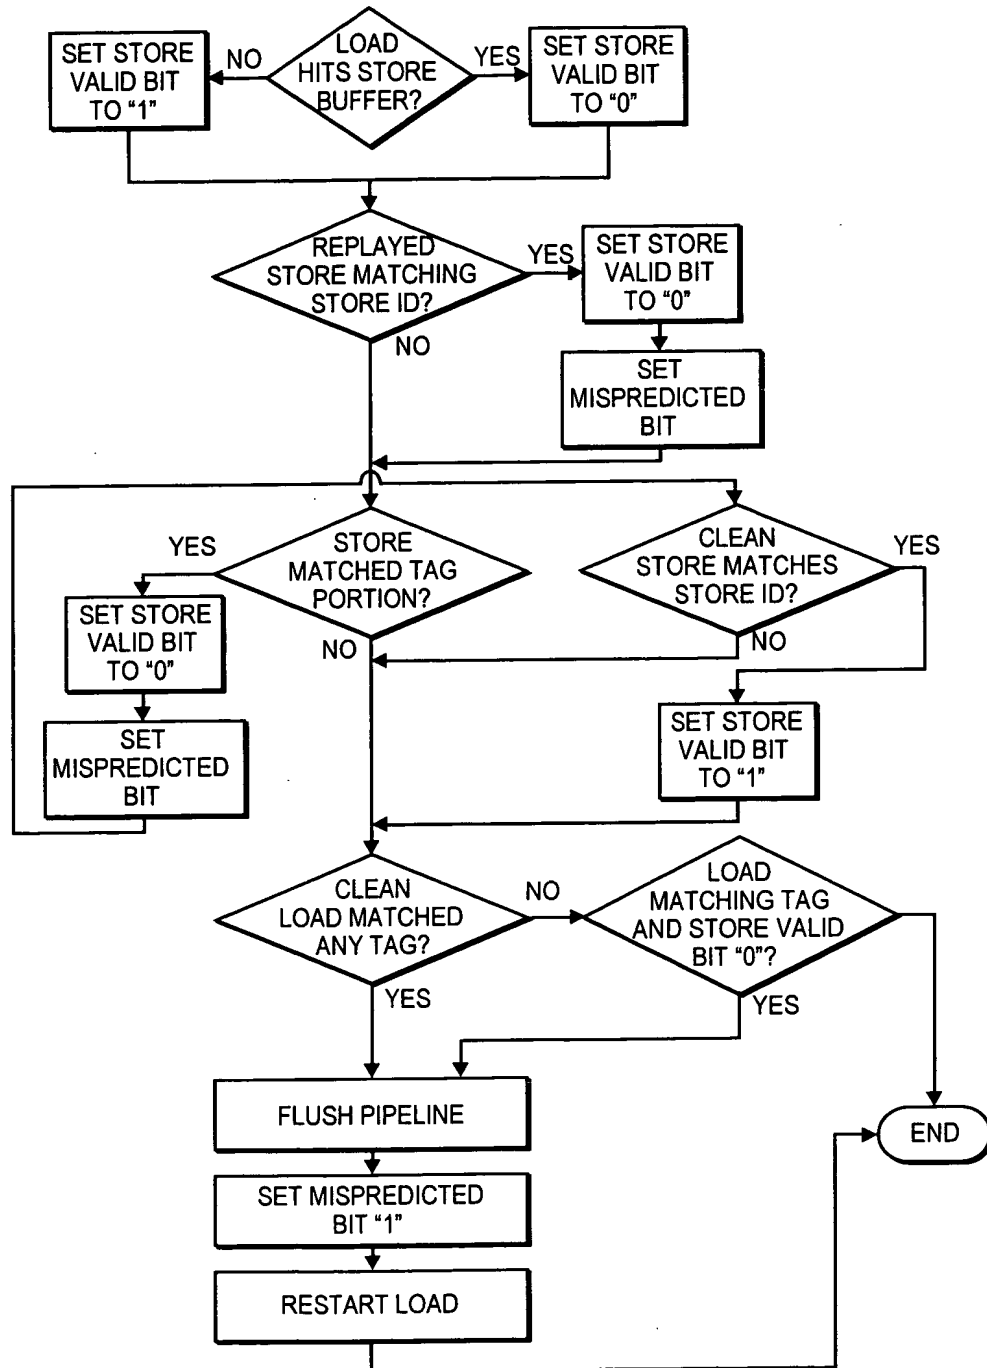 SET STORE
VALID BIT
TO “1”
NO
LOAD
HITS STORE
BUFFER?
YES
SET STORE
VALID BIT
TO “0”
REPLAYED
STORE MATCHING
STORE ID?
YES
SET STORE
VALID BIT
TO “0”
NO
SET
MISPREDICTED
BIT
YES
STORE
MATCHED TAG
PORTION?
CLEAN
STORE MATCHES
STORE ID?
YES
SET STORE
VALID BIT
TO “0”
NO
NO
SET
MISPREDICTED
BIT
SET STORE
VALID BIT
TO “1”
CLEAN
LOAD MATCHED
ANY TAG?
NO
LOAD
MATCHING TAG
AND STORE VALID
BIT “0”?
YES
YES
FLUSH PIPELINE
END
SET MISPREDICTED
BIT “1”
RESTART LOAD